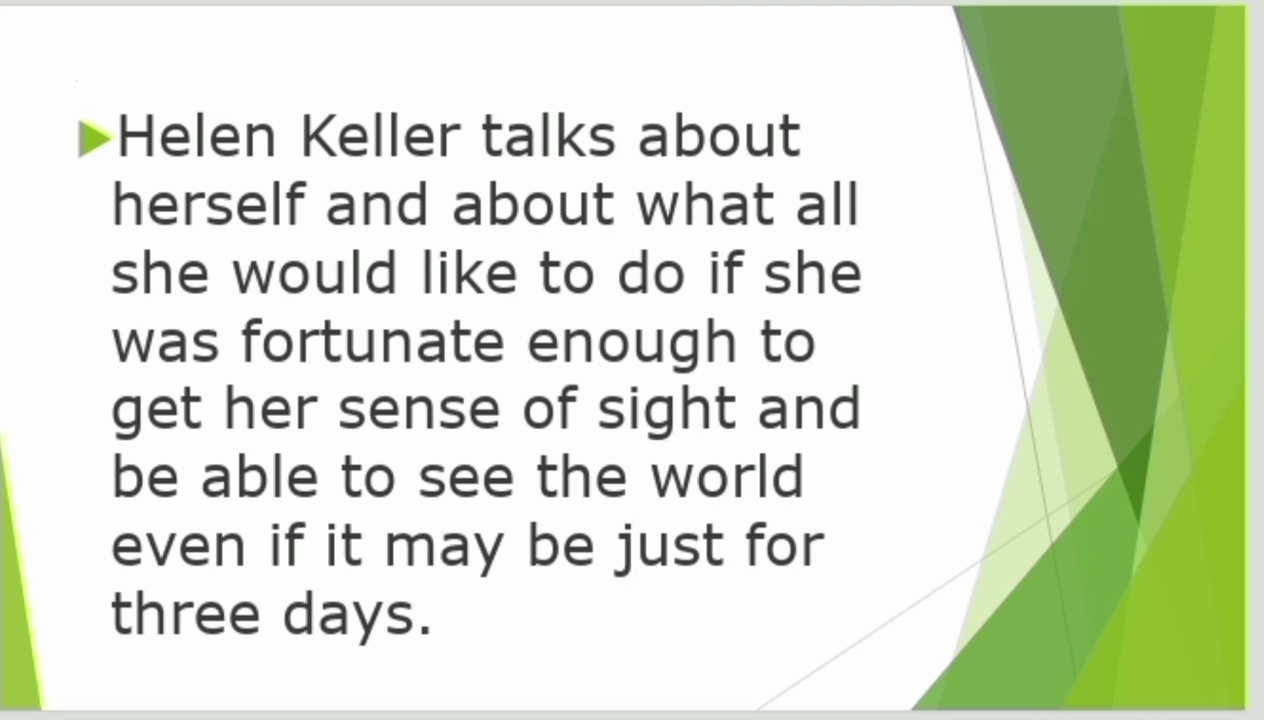 Helen Keller talks about
herself and about what all
she would like to do if she
was fortunate enough to
get her sense of sight and
be able to see the world
even if it may be just for
three days.